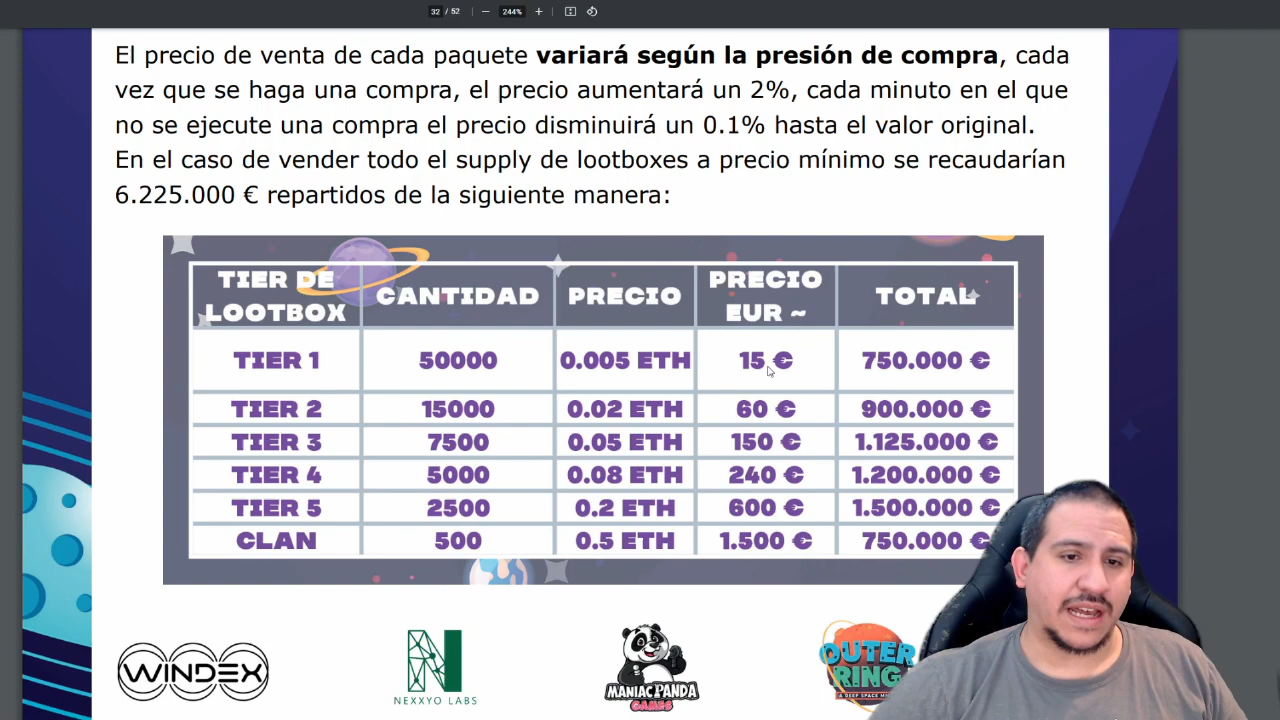 32 / 52 244%
El precio de venta de cada paquete variará según la presión de compra, cada
vez que se haga una compra, el precio aumentará un 2%, cada minuto en el que
no se ejecute una compra el precio disminuirá un 0.1% hasta el valor original.
En el caso de vender todo el supply de lootboxes a precio mínimo se recaudarían
6.225.000 € repartidos de la siguiente manera:
TIER DE LOOTBOX CANTIDAD PRECIO PRECIO EUR ~ TOTAL
TIER 1 50000 0.005 ETH 15 € 750.000 €
TIER 2 15000 0.02 ETH 60 € 900.000 €
TIER 3 7500 0.05 ETH 150 € 1.125.000 €
TIER 4 5000 0.08 ETH 240 € 1.200.000 €
TIER 5 2500 0.2 ETH 600 € 1.500.000 €
CLAN 500 0.5 ETH 1.500 € 750.000 €
WINDEX
NEXXYO LABS
MANIAC PANDA
GAMES
OUTER
RING
A DEEP SPACE